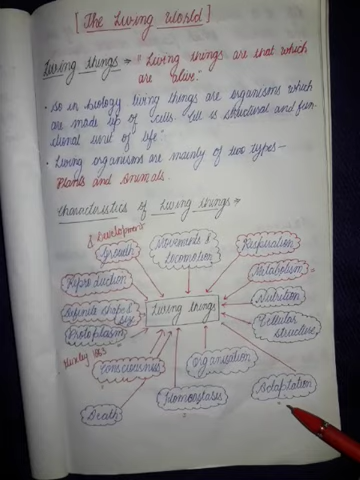 [ The Living World ]
Living things ⇒ "Living things are that which
are alive."
• So in biology living things are organisms which
are made up of cells. Cell is structural and fun-
ctional unit of life."
• Living organisms are mainly of two types –
Plants and Animals.
Characteristics of Living things ⇒
& Development
Growth
Movements &
Locomotion
Respiration
Reproduction
Metabolism
Definite shape &
size
Nutrition
Living things
Protoplasm
Cellular
structure
Huxley 1863
Consciousness
Organisation
Adaptation
Homeostasis
Death